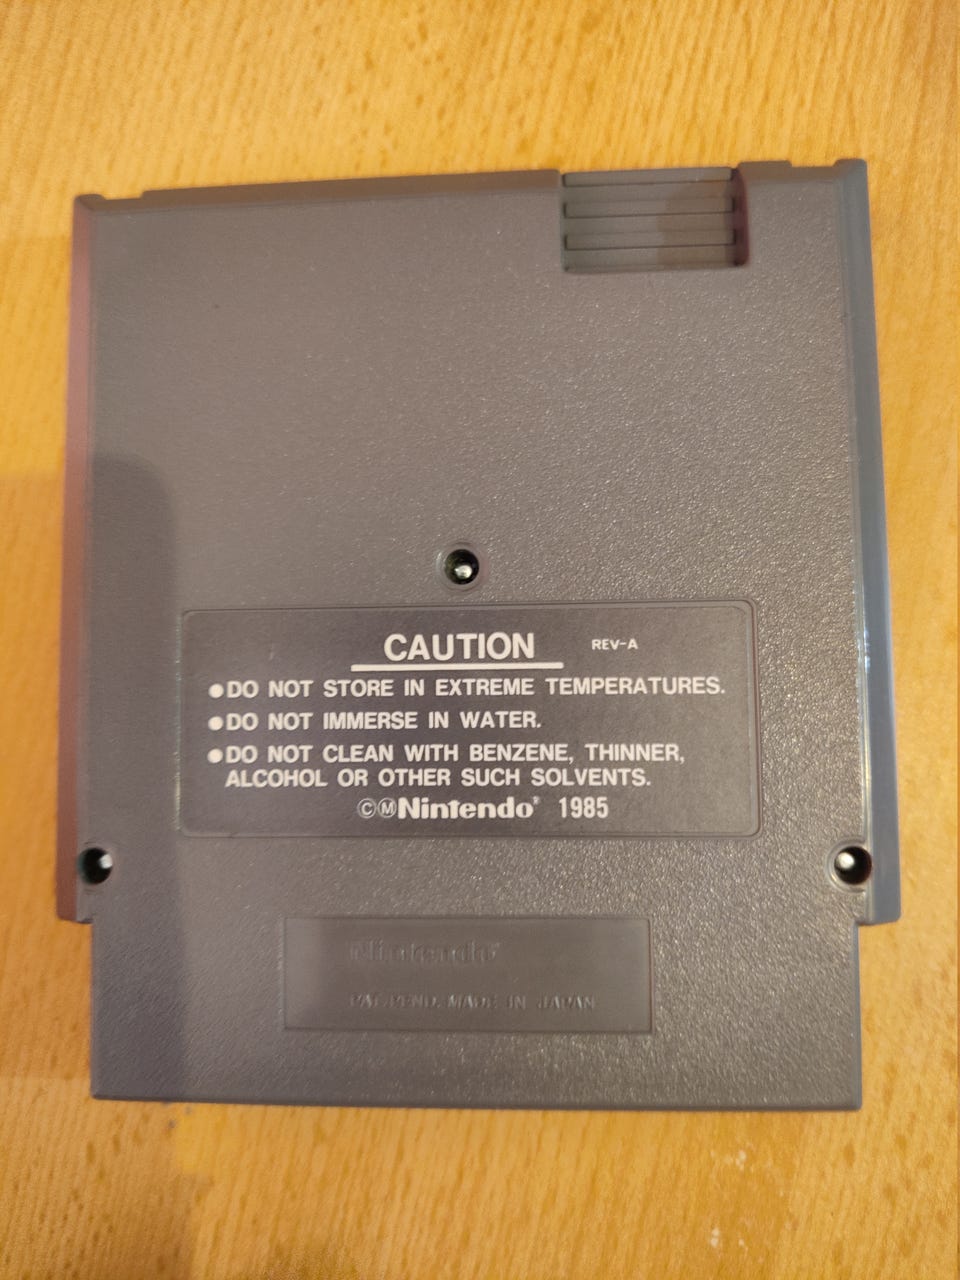 CAUTION REV-A
●DO NOT STORE IN EXTREME TEMPERATURES.
●DO NOT IMMERSE IN WATER.
●DO NOT CLEAN WITH BENZENE, THINNER,
ALCOHOL OR OTHER SUCH SOLVENTS.
©ⓂNintendo® 1985
Nintendo®
PAT. PEND. MADE IN JAPAN